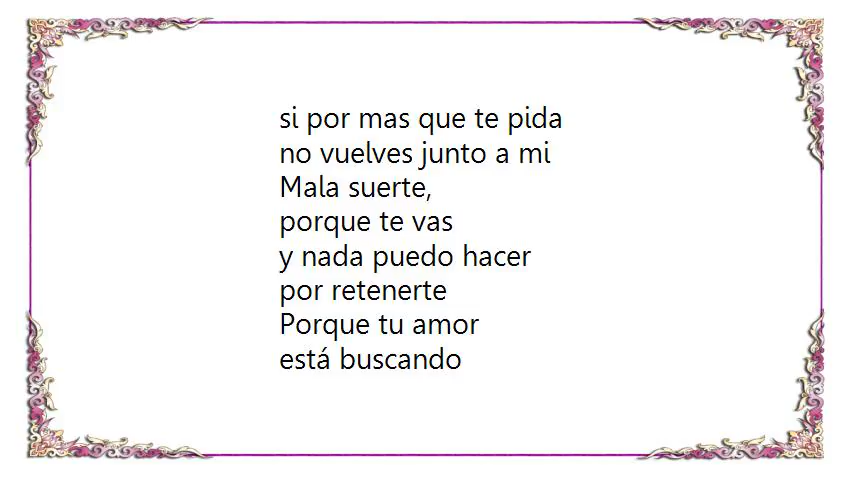 si por mas que te pida
no vuelves junto a mi
Mala suerte,
porque te vas
y nada puedo hacer
por retenerte
Porque tu amor
está buscando